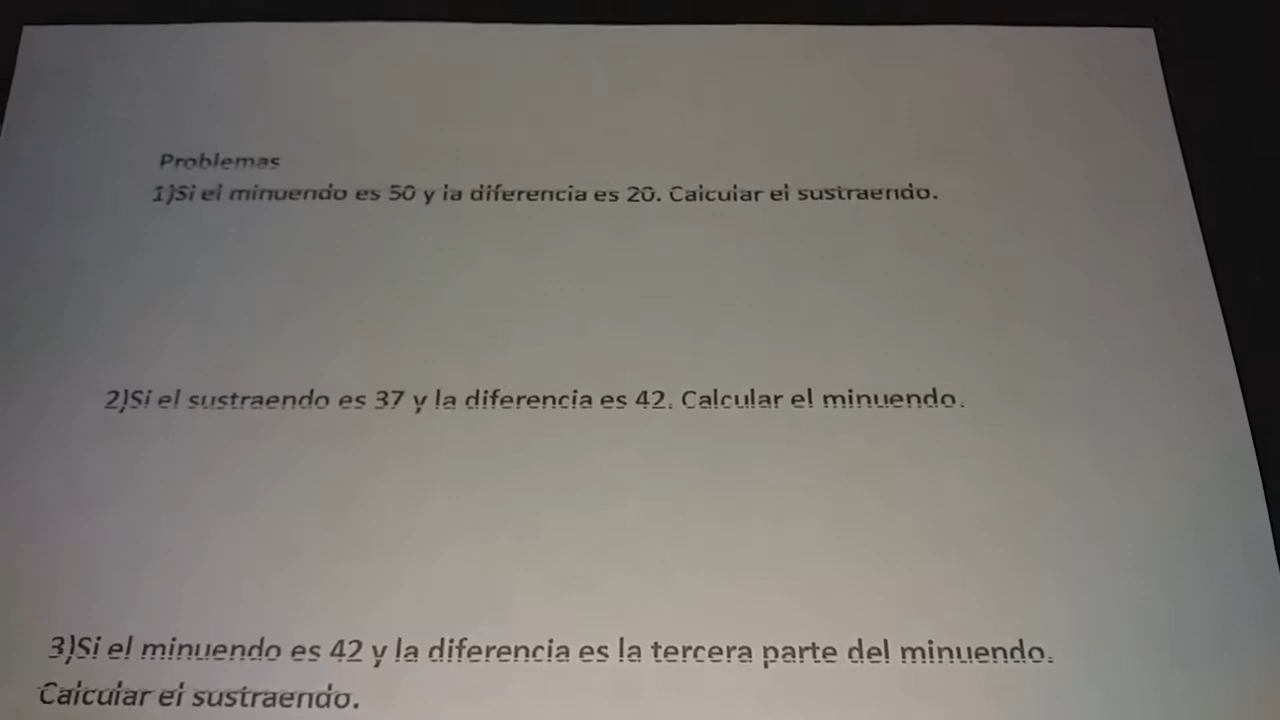 Problemas
1)Si el minuendo es 50 y la diferencia es 20. Calcular el sustraendo.
2)Si el sustraendo es 37 y la diferencia es 42. Calcular el minuendo.
3)Si el minuendo es 42 y la diferencia es la tercera parte del minuendo.
Calcular el sustraendo.